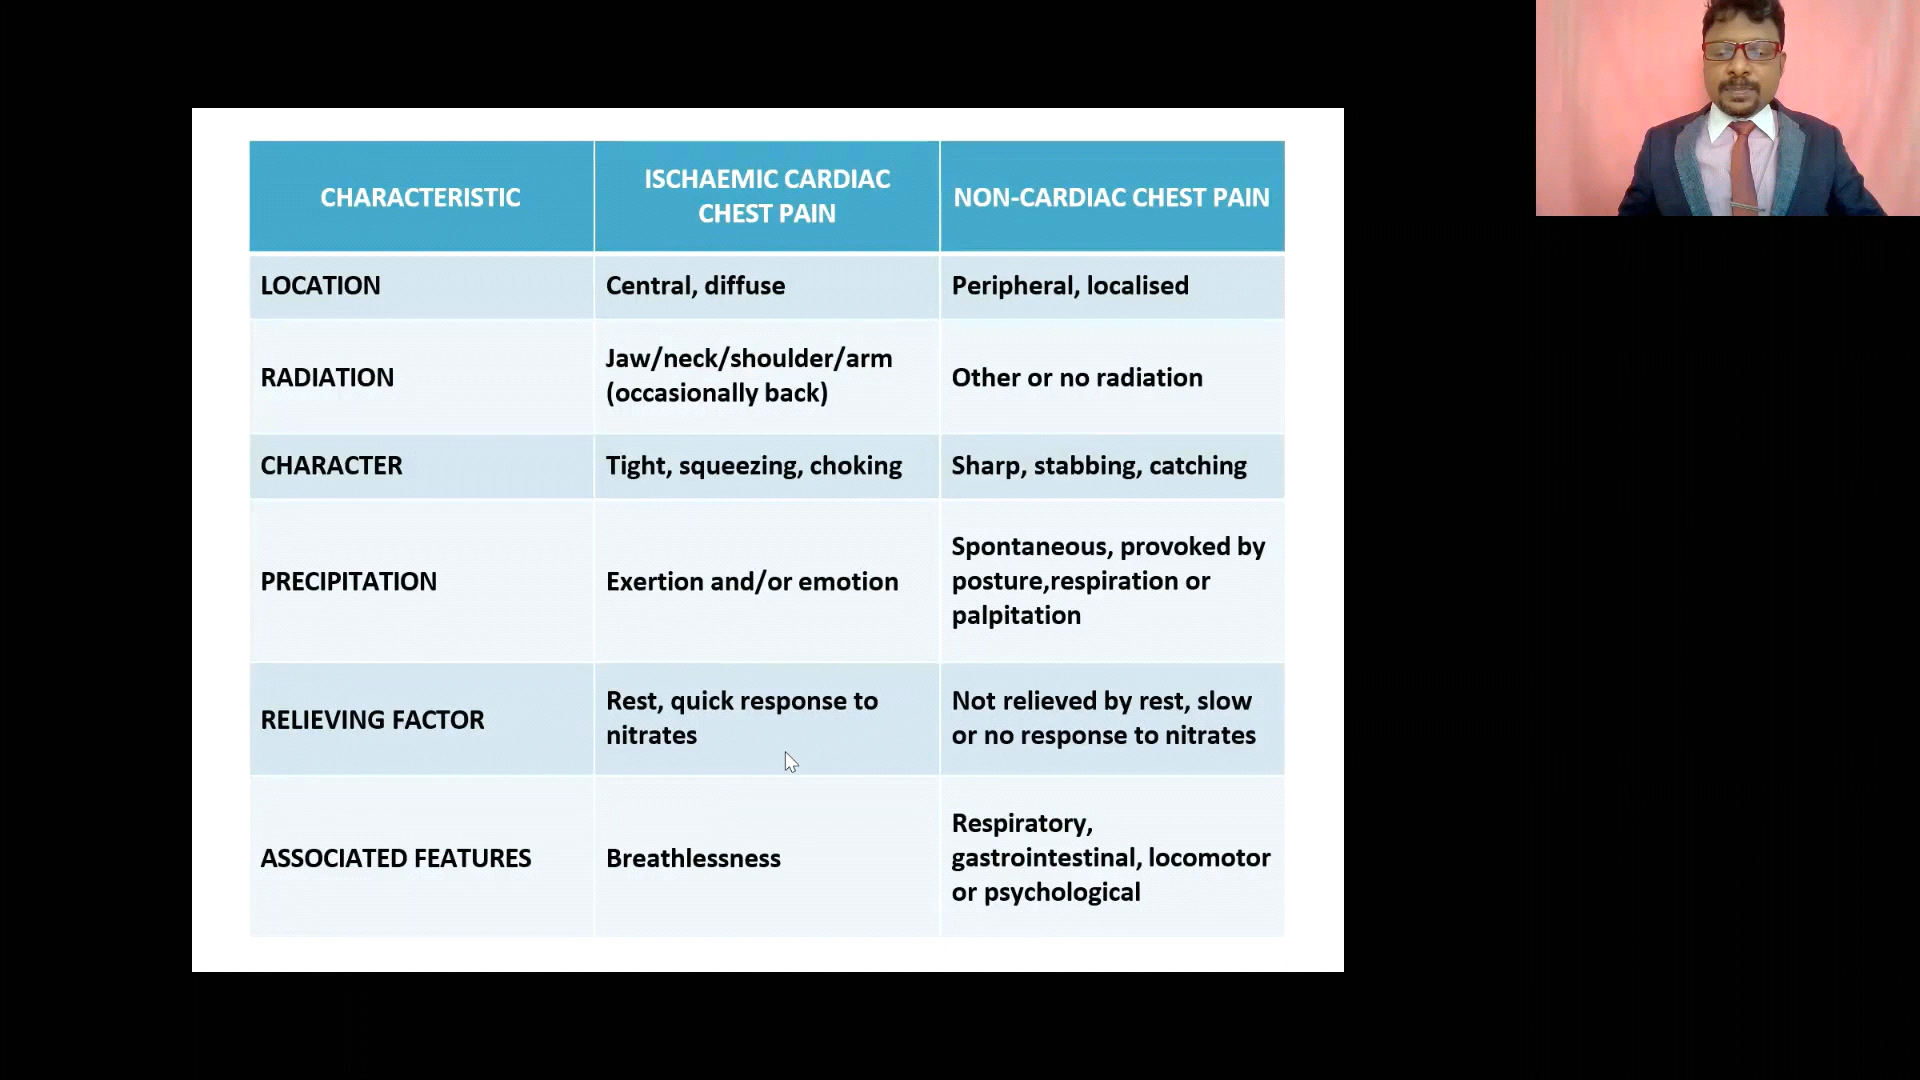 CHARACTERISTIC
ISCHAEMIC CARDIAC
CHEST PAIN
NON-CARDIAC CHEST PAIN
LOCATION
Central, diffuse
Peripheral, localised
RADIATION
Jaw/neck/shoulder/arm
(occasionally back)
Other or no radiation
CHARACTER
Tight, squeezing, choking
Sharp, stabbing, catching
PRECIPITATION
Exertion and/or emotion
Spontaneous, provoked by
posture,respiration or
palpitation
RELIEVING FACTOR
Rest, quick response to
nitrates
Not relieved by rest, slow
or no response to nitrates
ASSOCIATED FEATURES
Breathlessness
Respiratory,
gastrointestinal, locomotor
or psychological